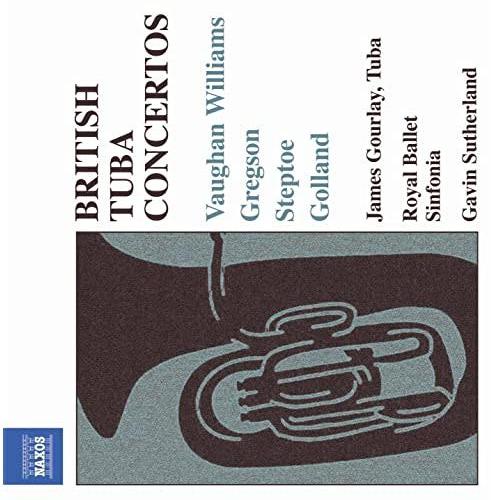 BRITISH
TUBA
CONCERTOS
Vaughan Williams
Gregson
Steptoe
Golland
James Gourlay, Tuba
Royal Ballet
Sinfonia
Gavin Sutherland
NAXOS